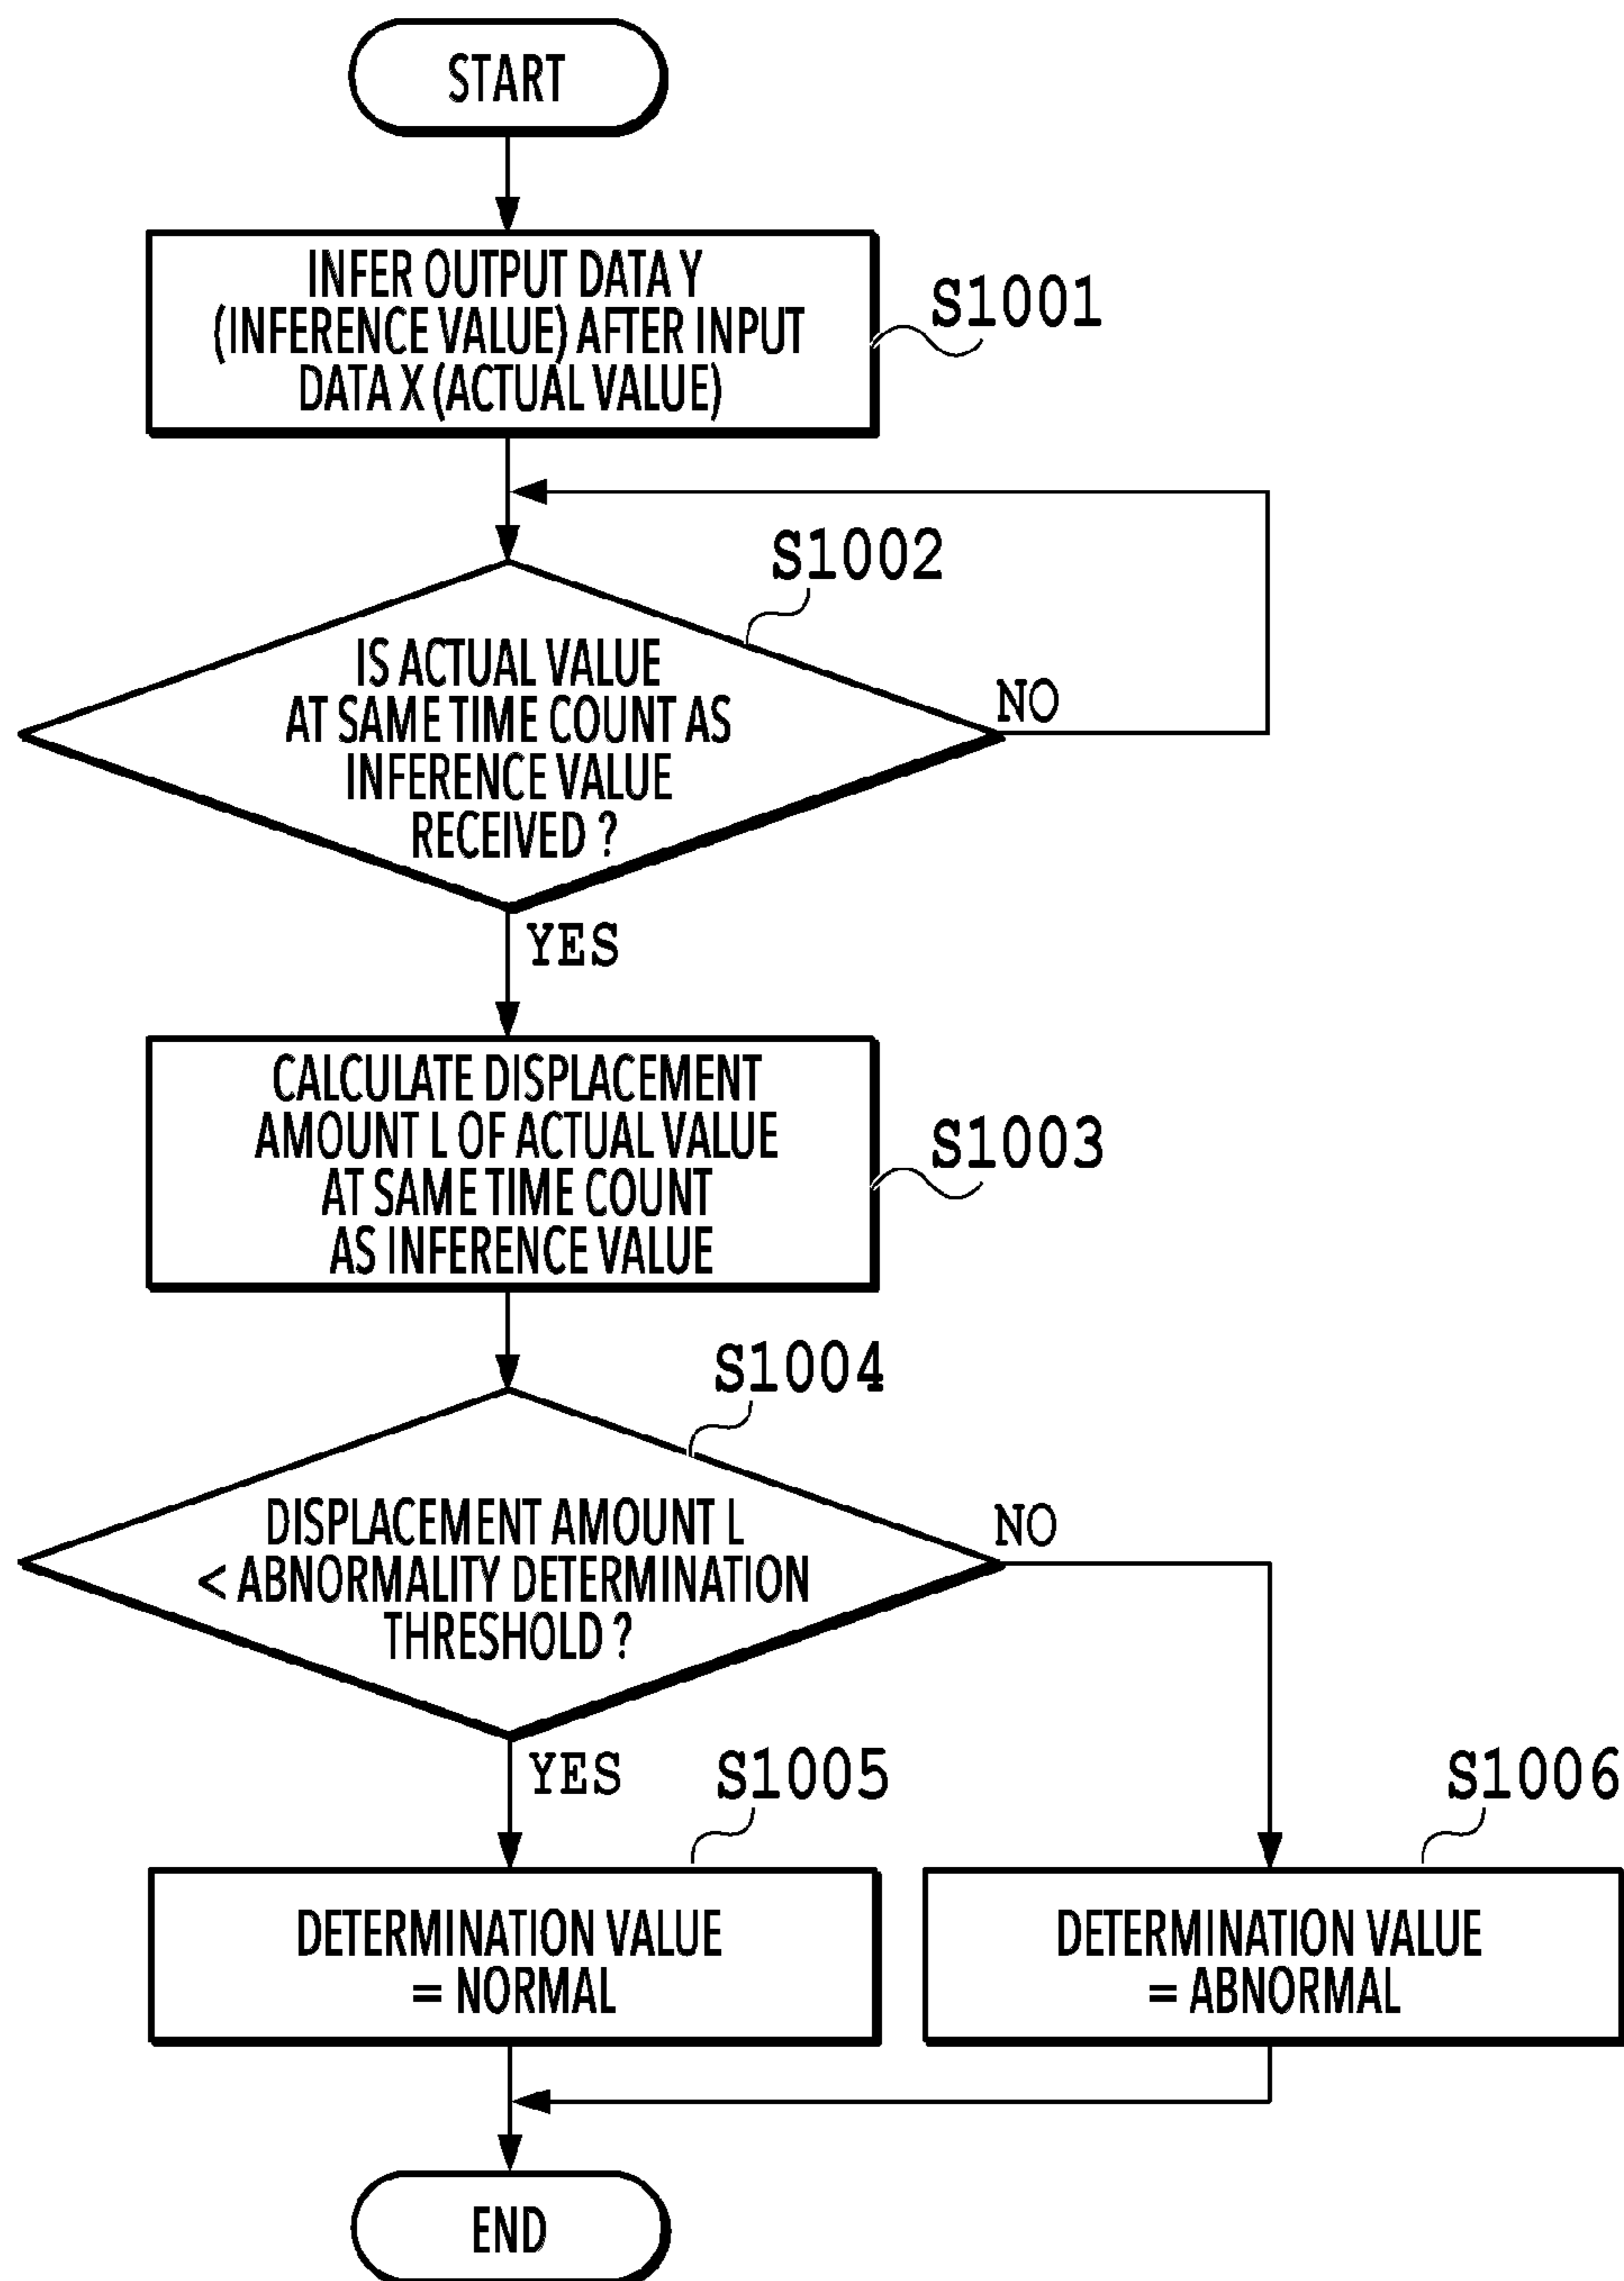 START
INFER OUTPUT DATA Y
(INFERENCE VALUE) AFTER INPUT
DATA X (ACTUAL VALUE)
S1001
S1002
IS ACTUAL VALUE
AT SAME TIME COUNT AS
INFERENCE VALUE
RECEIVED ?
NO
YES
CALCULATE DISPLACEMENT
AMOUNT L OF ACTUAL VALUE
AT SAME TIME COUNT
AS INFERENCE VALUE
S1003
S1004
DISPLACEMENT AMOUNT L
< ABNORMALITY DETERMINATION
THRESHOLD ?
NO
YES
S1005
S1006
DETERMINATION VALUE
= NORMAL
DETERMINATION VALUE
= ABNORMAL
END